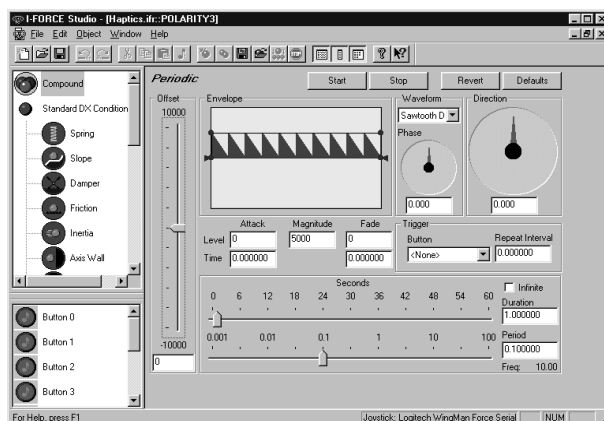 I-FORCE Studio - [Haptics.ifr::POLARITY3]
File Edit Object Window Help
Compound
Standard DX Condition
Spring
Slope
Damper
Friction
Inertia
Axis Wall
Button 0
Button 1
Button 2
Button 3
Periodic
Start Stop Revert Defaults
Offset
10000
-10000
0
Envelope
Waveform
Sawtooth D
Phase
0.000
Direction
0.000
Attack Magnitude Fade
Level 0 5000 0
Time 0.000000 0.000000
Trigger
Button Repeat Interval
<None> 0.000000
Seconds
0 6 12 18 24 30 36 42 48 54 60
Infinite
Duration
1.000000
0.001 0.01 0.1 1 10 100
Period
0.100000
Freq: 10.00
For Help, press F1
Joystick: Logitech WingMan Force Serial NUM